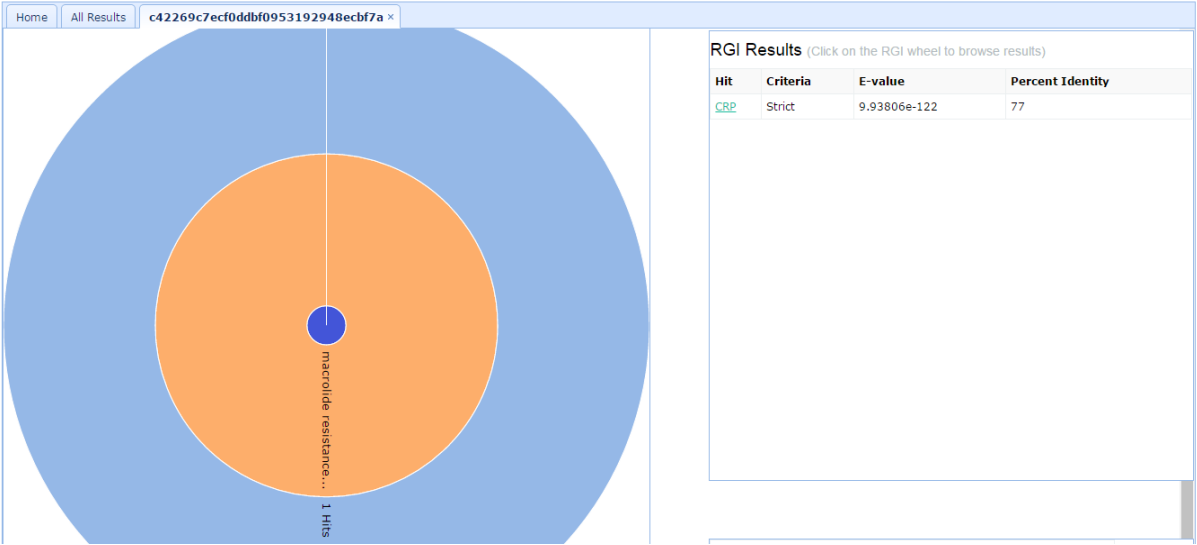 Home All Results c42269c7ecf0ddbf0953192948ecbf7a ×
RGI Results (Click on the RGI wheel to browse results)
Hit Criteria E-value Percent Identity
CRP Strict 9.93806e-122 77
macrolide resistance...
1 Hits